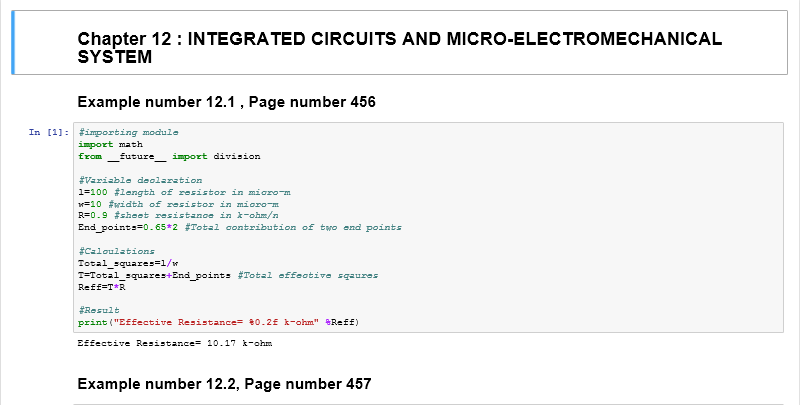 Chapter 12 : INTEGRATED CIRCUITS AND MICRO-ELECTROMECHANICAL
SYSTEM
Example number 12.1 , Page number 456
In [1]: #importing module
import math
from __future__ import division
#Variable declaration
l=100 #length of resistor in micro-m
w=10 #width of resistor in micro-m
R=0.9 #sheet resistance in k-ohm/n
End_points=0.65*2 #Total contribution of two end points
#Calculations
Total_squares=l/w
T=Total_squares+End_points #Total effective sqaures
Reff=T*R
#Result
print("Effective Resistance= %0.2f k-ohm" %Reff)
Effective Resistance= 10.17 k-ohm
Example number 12.2, Page number 457